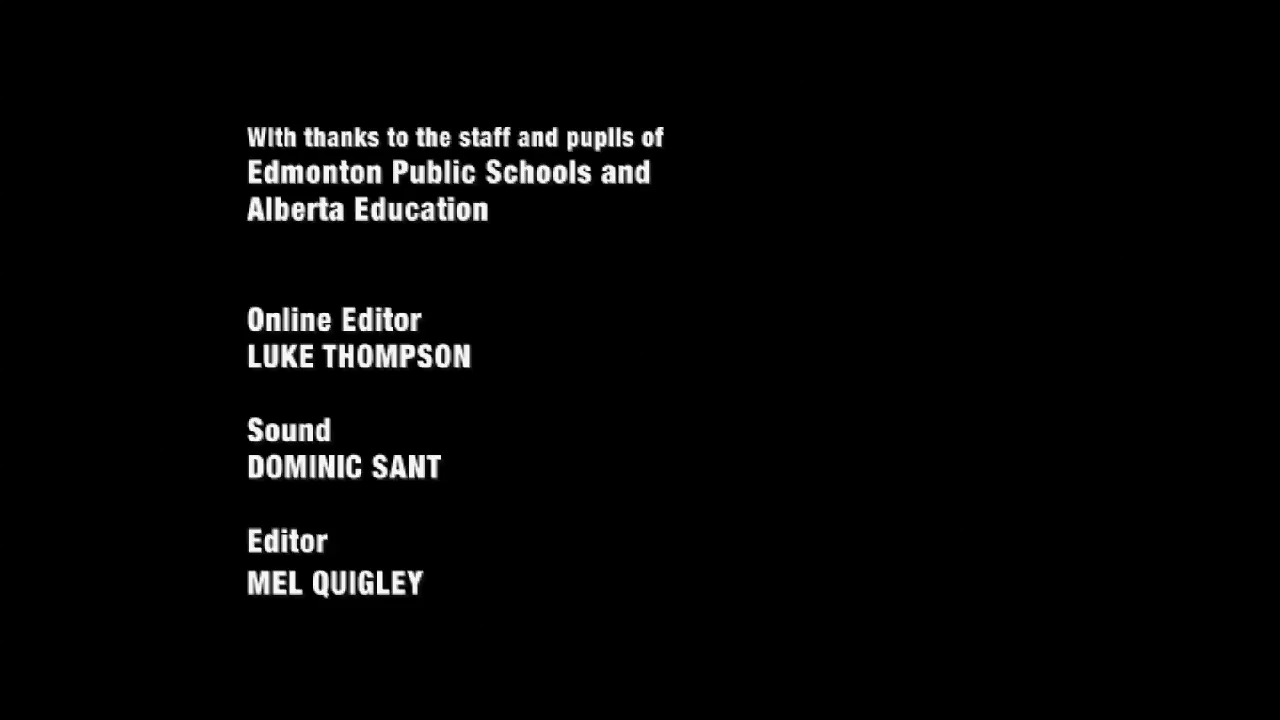 With thanks to the staff and pupils of
Edmonton Public Schools and
Alberta Education
Online Editor
LUKE THOMPSON
Sound
DOMINIC SANT
Editor
MEL QUIGLEY